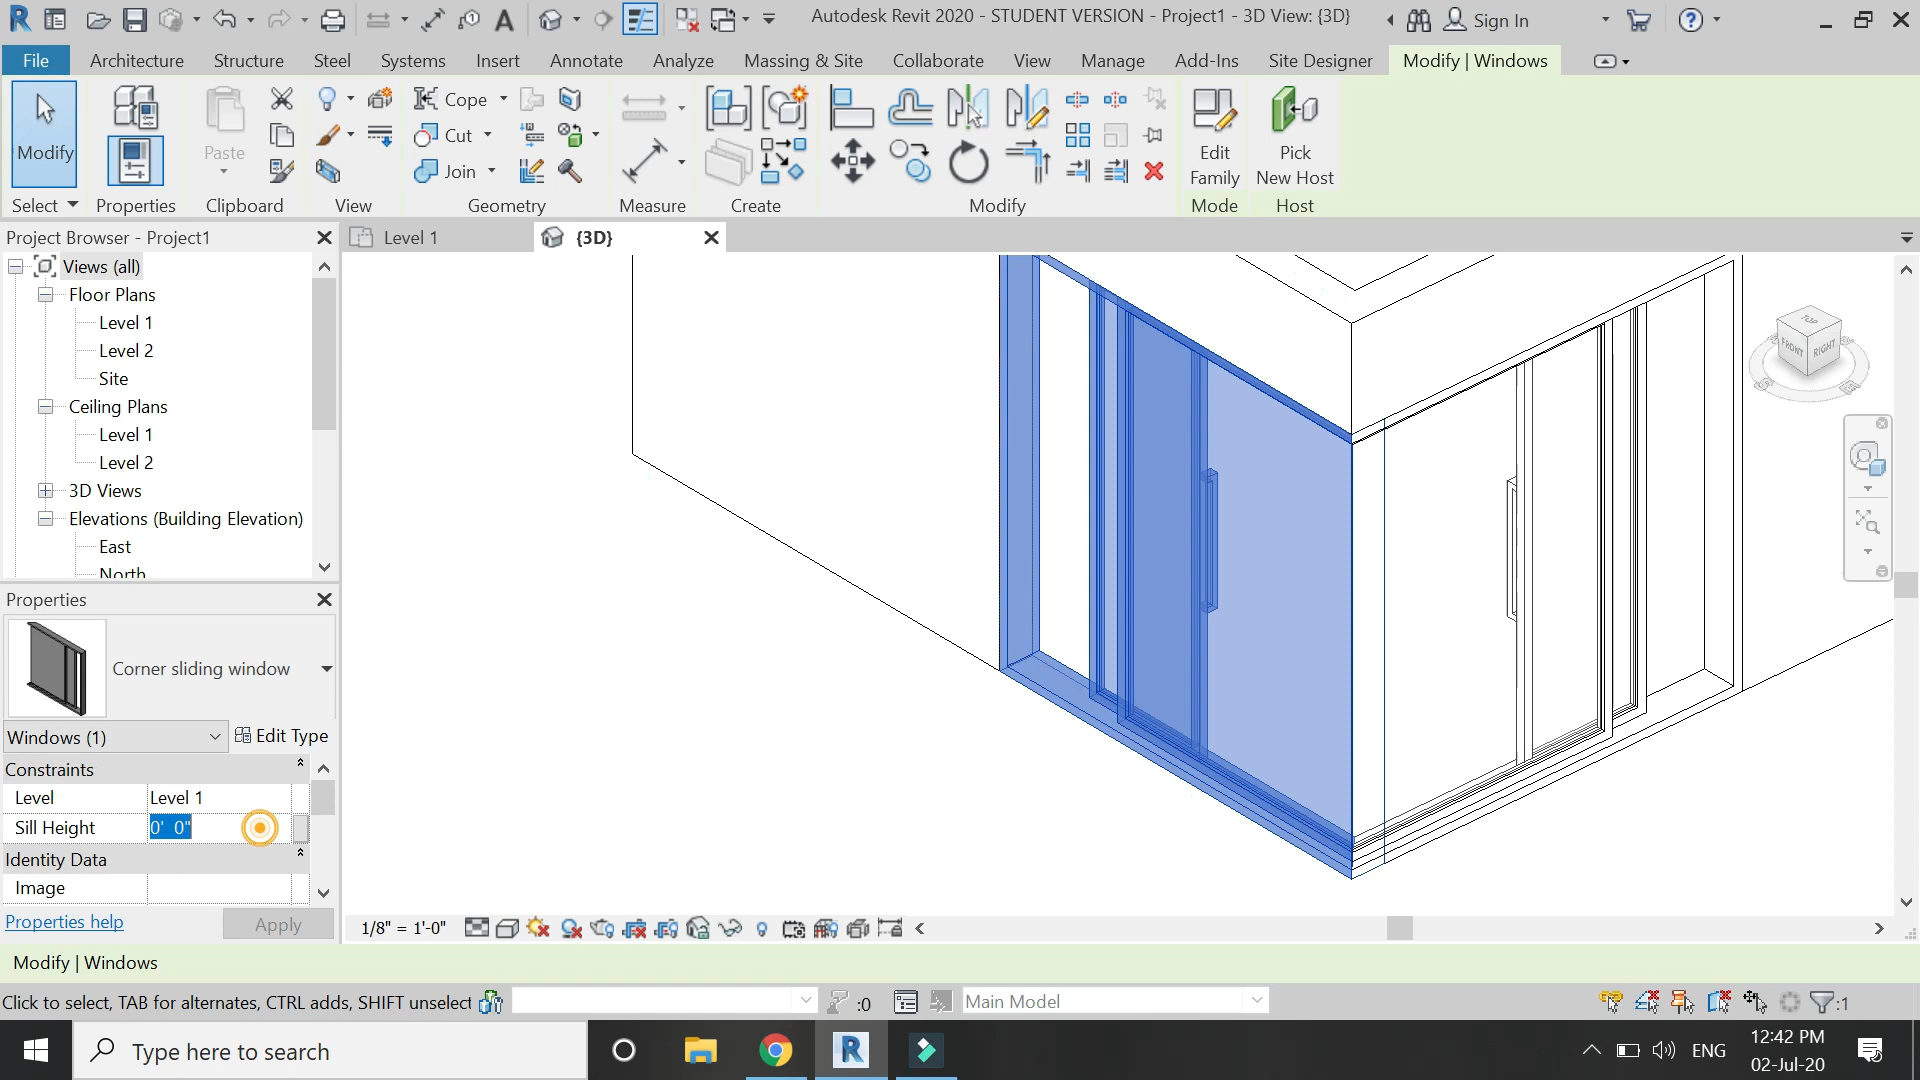 Autodesk Revit 2020 - STUDENT VERSION - Project1 - 3D View: {3D}
Sign In
File Architecture Structure Steel Systems Insert Annotate Analyze Massing & Site Collaborate View Manage Add-Ins Site Designer Modify | Windows
Modify
Paste
Cope
Cut
Join
Edit
Family
Pick
New Host
Select Properties Clipboard View Geometry Measure Create Modify Mode Host
Project Browser - Project1
Level 1
{3D}
Views (all)
Floor Plans
Level 1
Level 2
Site
Ceiling Plans
Level 1
Level 2
3D Views
Elevations (Building Elevation)
East
North
TOP
FRONT
RIGHT
Properties
Corner sliding window
Windows (1)
Edit Type
Constraints
Level
Level 1
Sill Height
0' 0"
Identity Data
Image
Properties help
Apply
1/8" = 1'-0"
Modify | Windows
Click to select, TAB for alternates, CTRL adds, SHIFT unselect
:0
Main Model
:1
Type here to search
ENG
12:42 PM
02-Jul-20